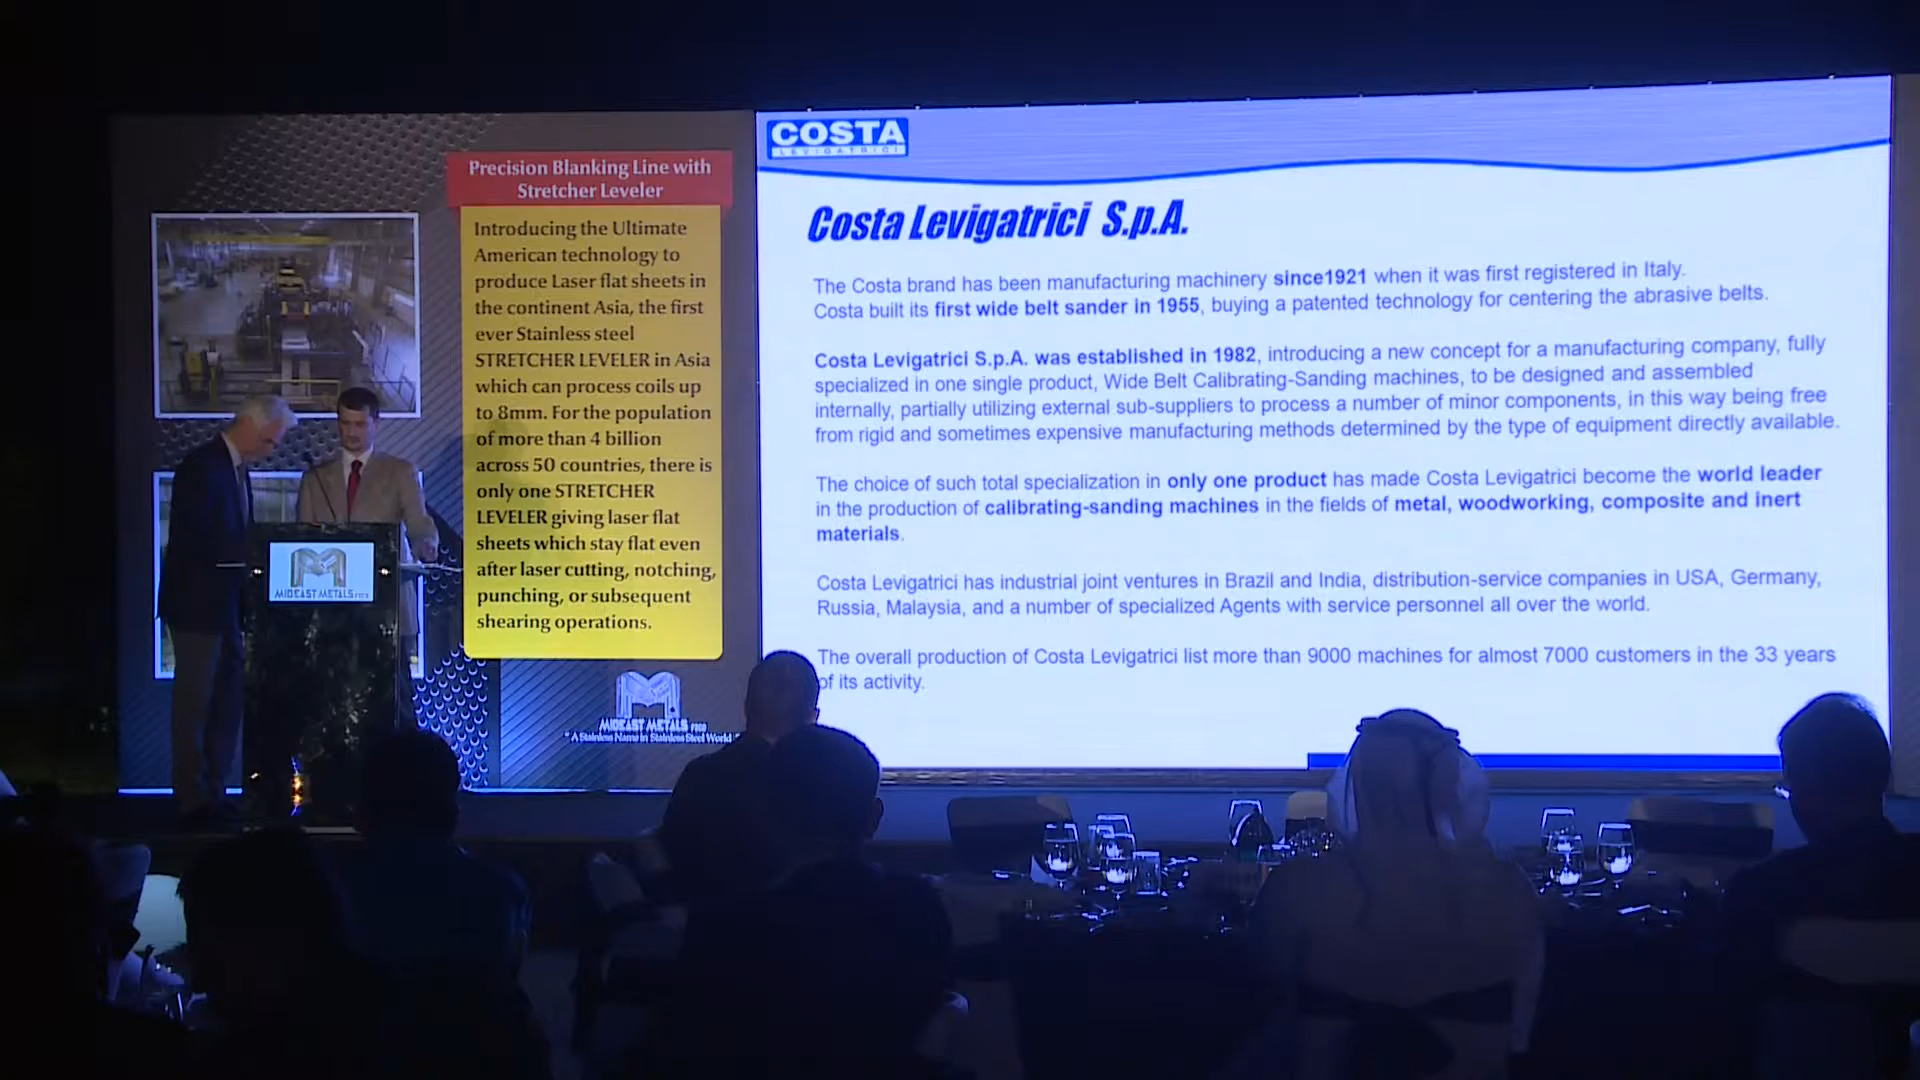 Precision Blanking Line with
Stretcher Leveler
Introducing the Ultimate
American technology to
produce Laser flat sheets in
the continent Asia, the first
ever Stainless steel
STRETCHER LEVELER in Asia
which can process coils up
to 8mm. For the population
of more than 4 billion
across 50 countries, there is
only one STRETCHER
LEVELER giving laser flat
sheets which stay flat even
after laser cutting, notching,
punching, or subsequent
shearing operations.
MIDEAST METALS FZCO
MIDEAST METALS FZCO
" A Stainless Name in Stainless Steel World "
COSTA
LEVIGATRICI
Costa Levigatrici S.p.A.
The Costa brand has been manufacturing machinery since1921 when it was first registered in Italy.
Costa built its first wide belt sander in 1955, buying a patented technology for centering the abrasive belts.
Costa Levigatrici S.p.A. was established in 1982, introducing a new concept for a manufacturing company, fully
specialized in one single product, Wide Belt Calibrating-Sanding machines, to be designed and assembled
internally, partially utilizing external sub-suppliers to process a number of minor components, in this way being free
from rigid and sometimes expensive manufacturing methods determined by the type of equipment directly available.
The choice of such total specialization in only one product has made Costa Levigatrici become the world leader
in the production of calibrating-sanding machines in the fields of metal, woodworking, composite and inert
materials.
Costa Levigatrici has industrial joint ventures in Brazil and India, distribution-service companies in USA, Germany,
Russia, Malaysia, and a number of specialized Agents with service personnel all over the world.
The overall production of Costa Levigatrici list more than 9000 machines for almost 7000 customers in the 33 years
of its activity.